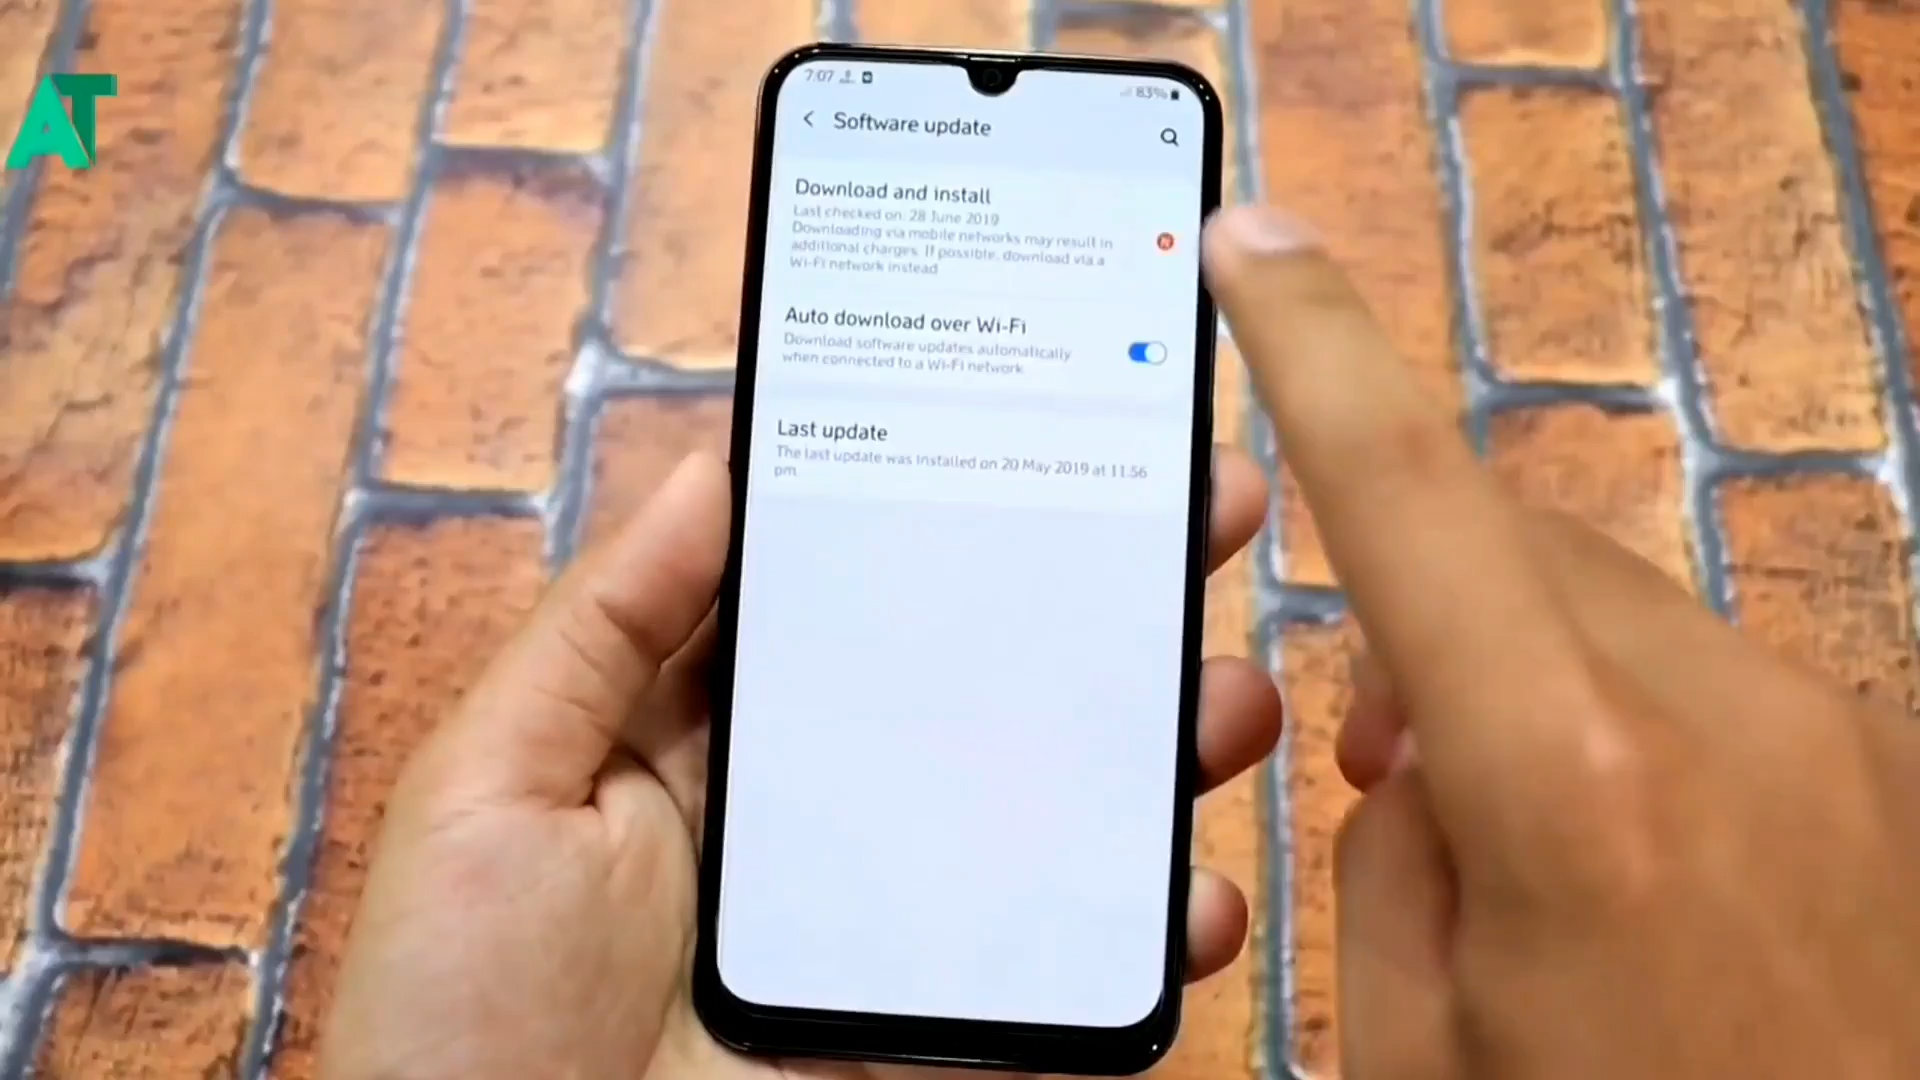 AT
7:07
83%
Software update
Download and install
Last checked on: 28 June 2019
Downloading via mobile networks may result in
additional charges. If possible, download via a
Wi-Fi network instead.
N
Auto download over Wi-Fi
Download software updates automatically
when connected to a Wi-Fi network.
Last update
The last update was installed on 20 May 2019 at 11:56
pm.